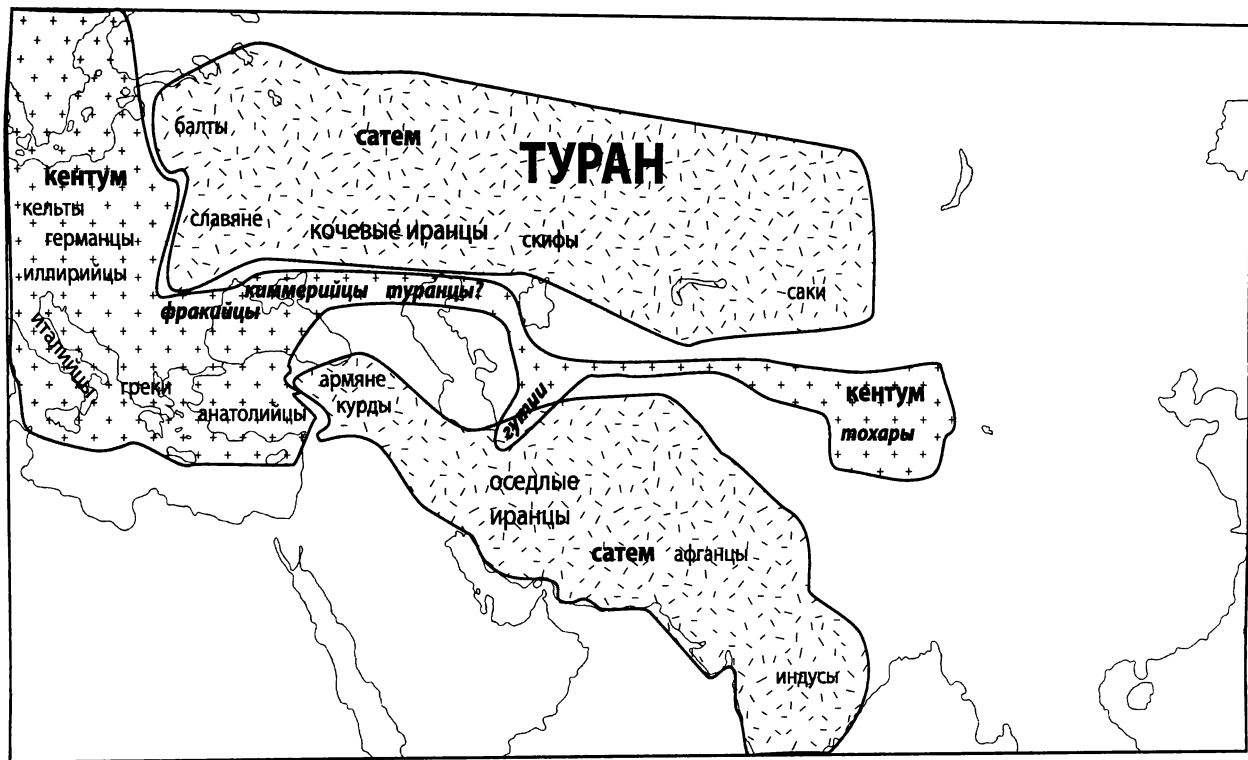 балты
сатем
ТУРАН
кентум
кельты
германцы
иллирийцы
славяне
кочевые иранцы
скифы
саки
киммерийцы туранцы?
фракийцы
италийцы
греки
анатолийцы
армяне
курды
гутии
кентум
тохары
оседлые
иранцы
сатем
афганцы
индусы